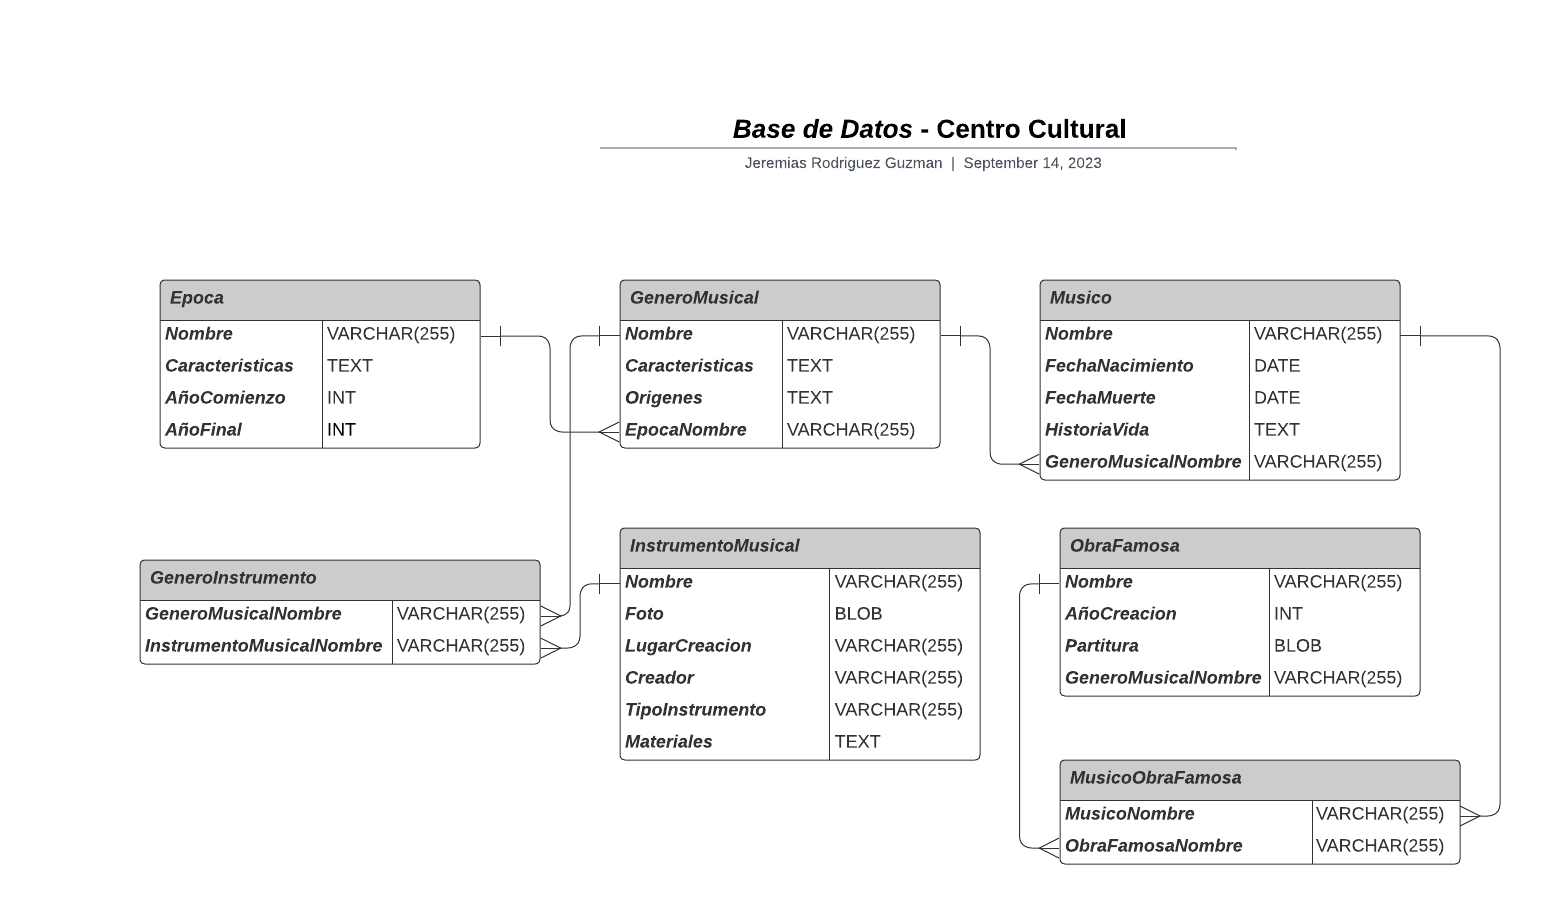 Base de Datos - Centro Cultural
Jeremias Rodriguez Guzman | September 14, 2023
Epoca
Nombre VARCHAR(255)
Caracteristicas TEXT
AñoComienzo INT
AñoFinal INT
GeneroMusical
Nombre VARCHAR(255)
Caracteristicas TEXT
Origenes TEXT
EpocaNombre VARCHAR(255)
Musico
Nombre VARCHAR(255)
FechaNacimiento DATE
FechaMuerte DATE
HistoriaVida TEXT
GeneroMusicalNombre VARCHAR(255)
GeneroInstrumento
GeneroMusicalNombre VARCHAR(255)
InstrumentoMusicalNombre VARCHAR(255)
InstrumentoMusical
Nombre VARCHAR(255)
Foto BLOB
LugarCreacion VARCHAR(255)
Creador VARCHAR(255)
TipoInstrumento VARCHAR(255)
Materiales TEXT
ObraFamosa
Nombre VARCHAR(255)
AñoCreacion INT
Partitura BLOB
GeneroMusicalNombre VARCHAR(255)
MusicoObraFamosa
MusicoNombre VARCHAR(255)
ObraFamosaNombre VARCHAR(255)